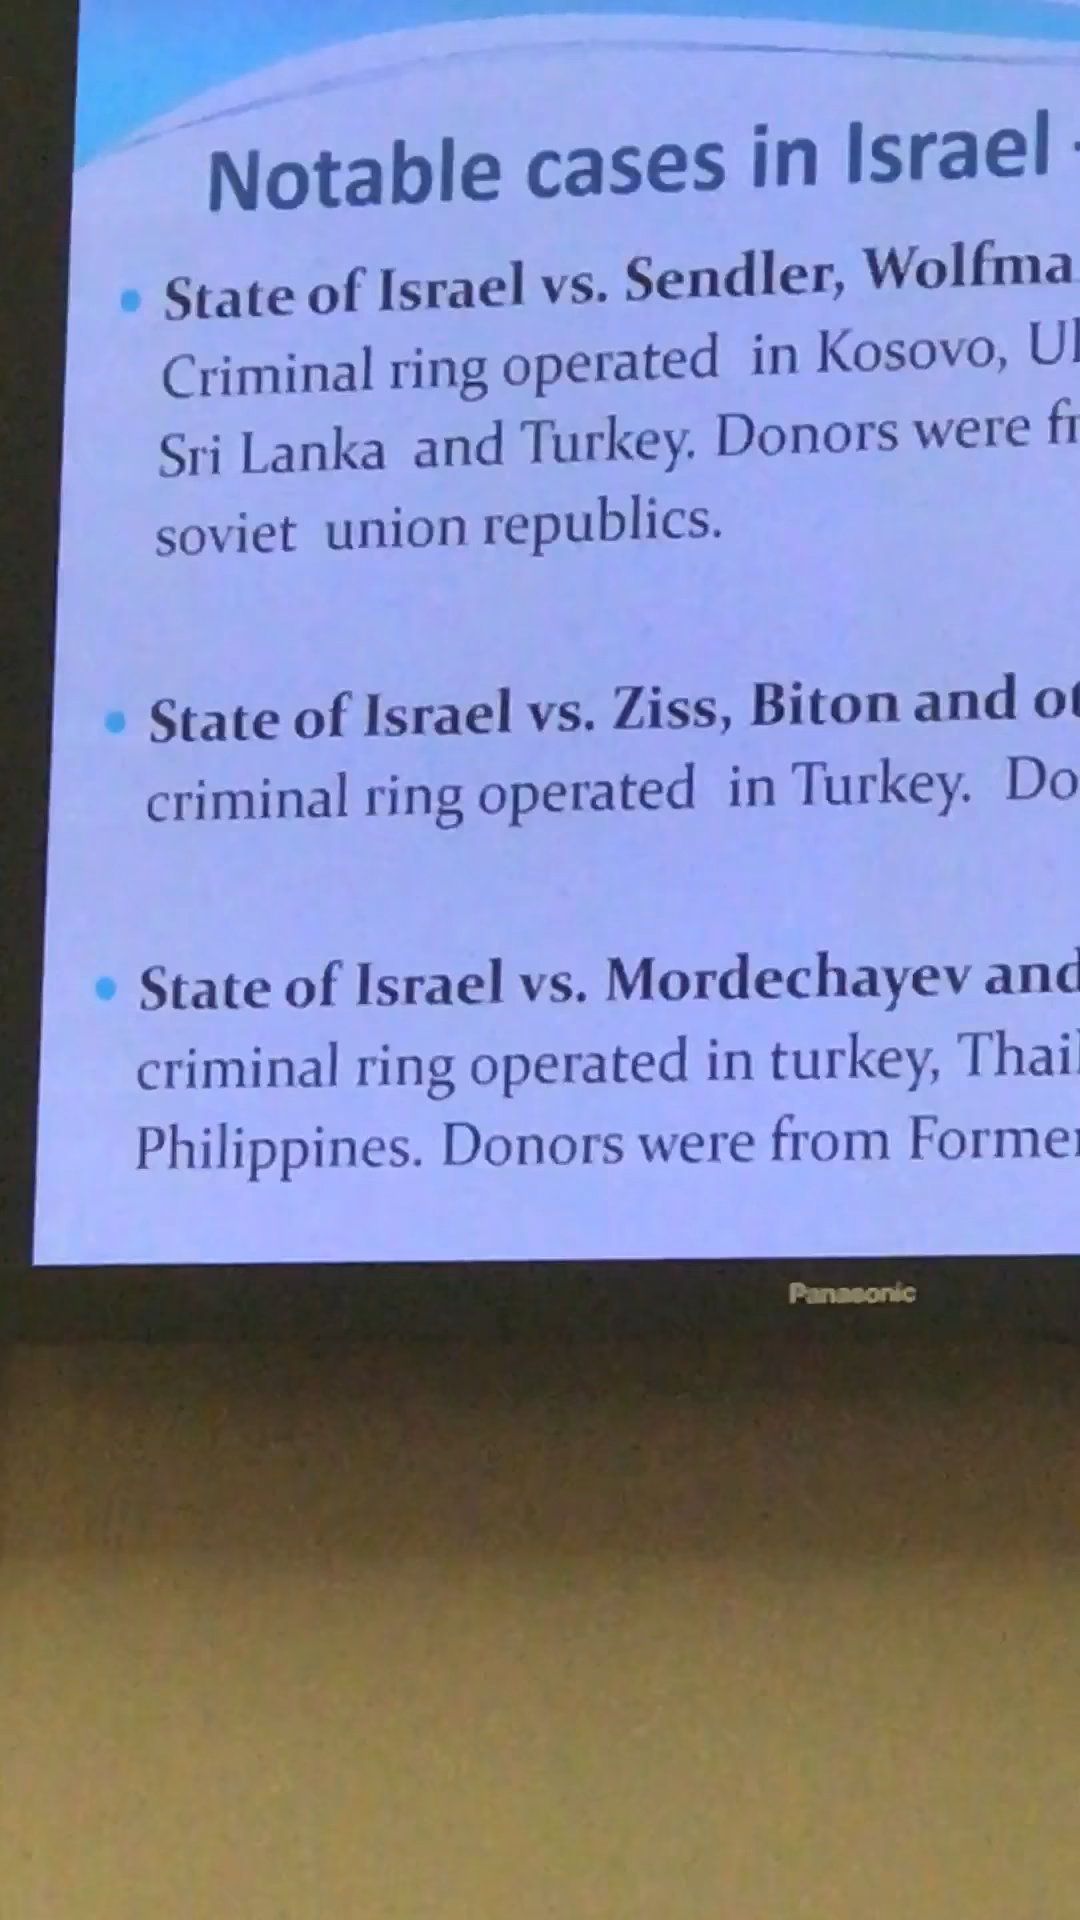 Notable cases in Israel -
• State of Israel vs. Sendler,
Criminal ring operated in Kosovo,
Sri Lanka and Turkey. Donors were
soviet union republics.
• State of Israel vs. Ziss, Biton and
criminal ring operated in Turkey.
• State of Israel vs. Mordechayev and
criminal ring operated in turkey,
Philippines. Donors were from
Panasonic